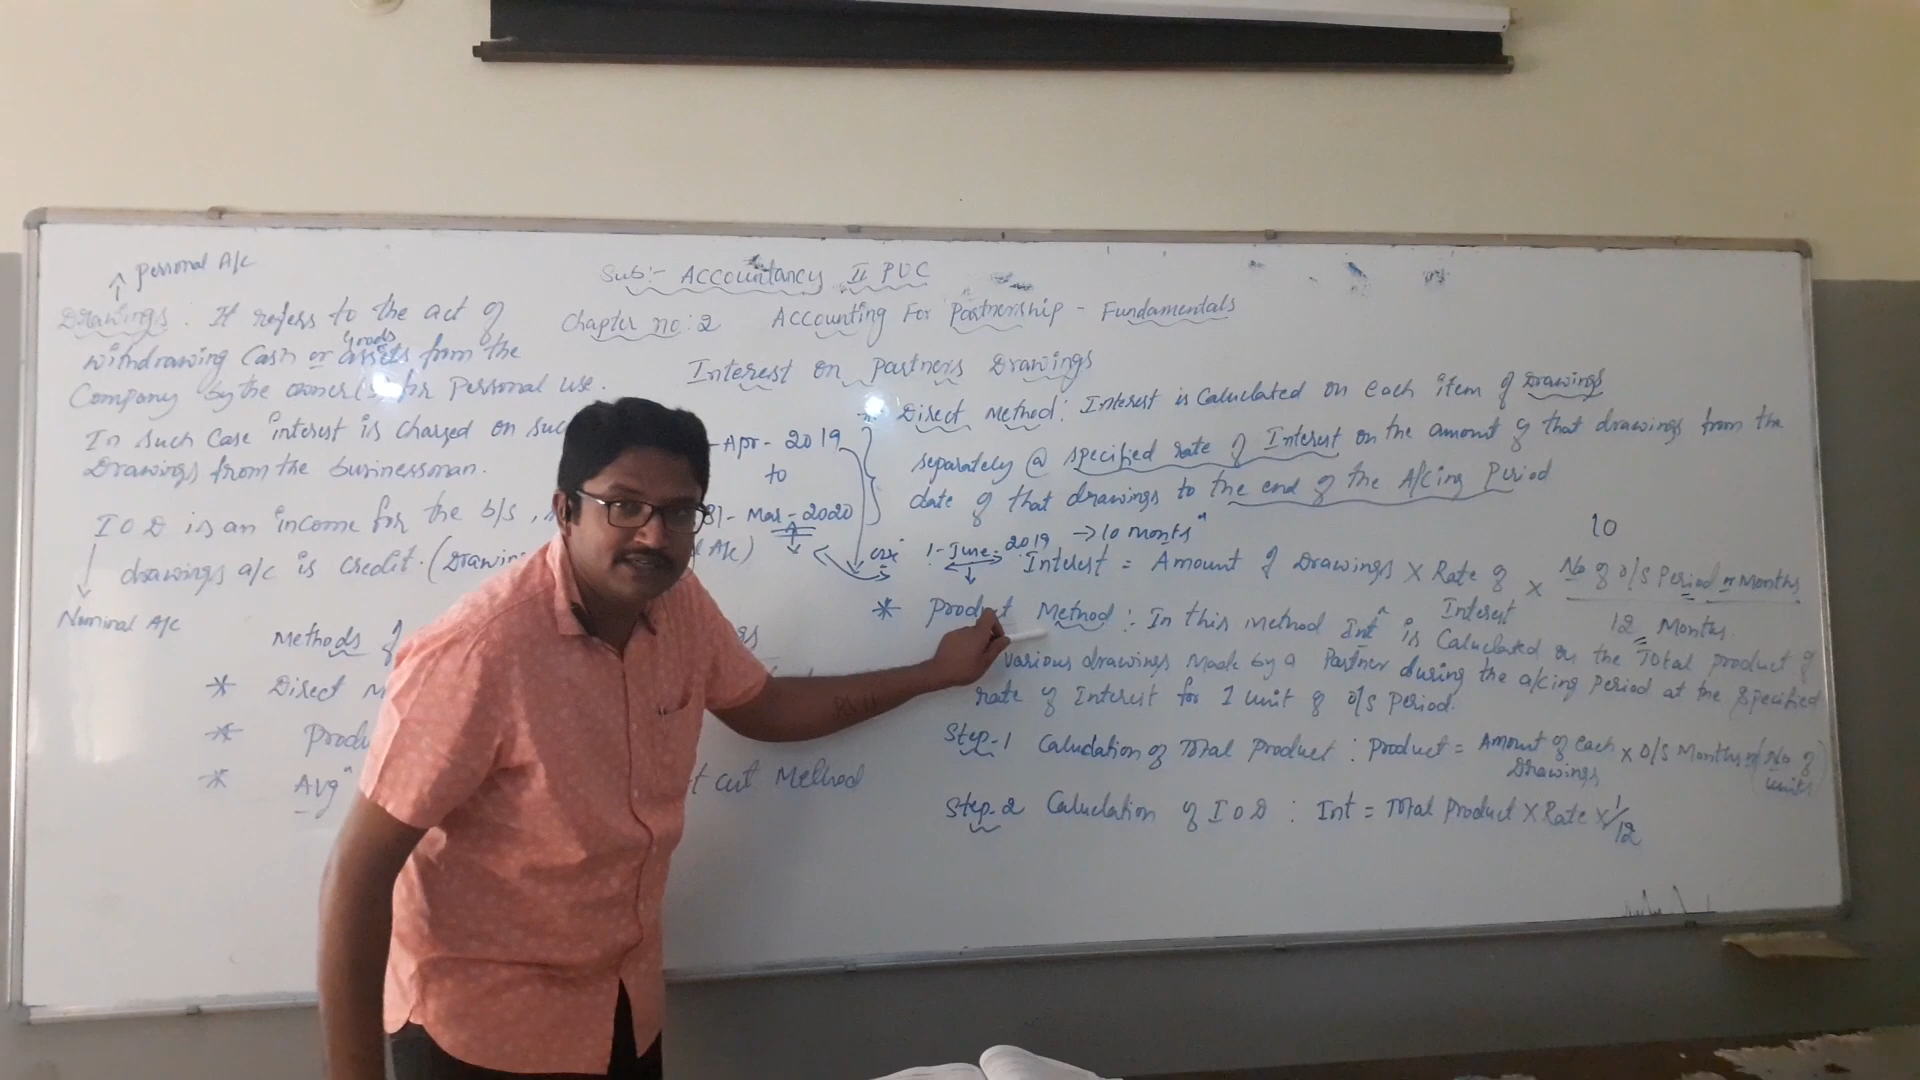 Sub:- Accountancy II PUC
Chapter no: 2 Accounting For Partnership - Fundamentals
Interest on Partners Drawings
Personal A/c
Drawings. It refers to the act of
withdrawing Cash or assets from the
goods
Company by the owner for Personal use.
In such Case interest is charged on
Drawings from the businessman.
I O D is an income for the b/s,
drawings a/c is credit. (
A/c)
Nominal A/c
Methods of
* Direct
*
* Avg
cut Method
Apr - 2019
to
31 - Mar - 2020
* Direct Method: Interest is Caluclated on each item of Drawings
separately @ specified rate of Interest on the amount of that drawings from the
date of that drawings to the end of the A/cing Period
1-June-2019 → 10 months
10
Interest = Amount of Drawings × Rate of Interest × No of O/S Period or Months
12 Months.
* Product Method: In this method Int is Caluclated on the Total product of
various drawings Made by a Partner during the a/cing Period at the specified
rate of Interest for 1 unit of O/S Period.
Step-1 Caluclation of Total Product: Product = Amount of each Drawings × O/S Months or (No of units)
Step-2 Caluclation of I O D : Int = Total Product × Rate × 1/12